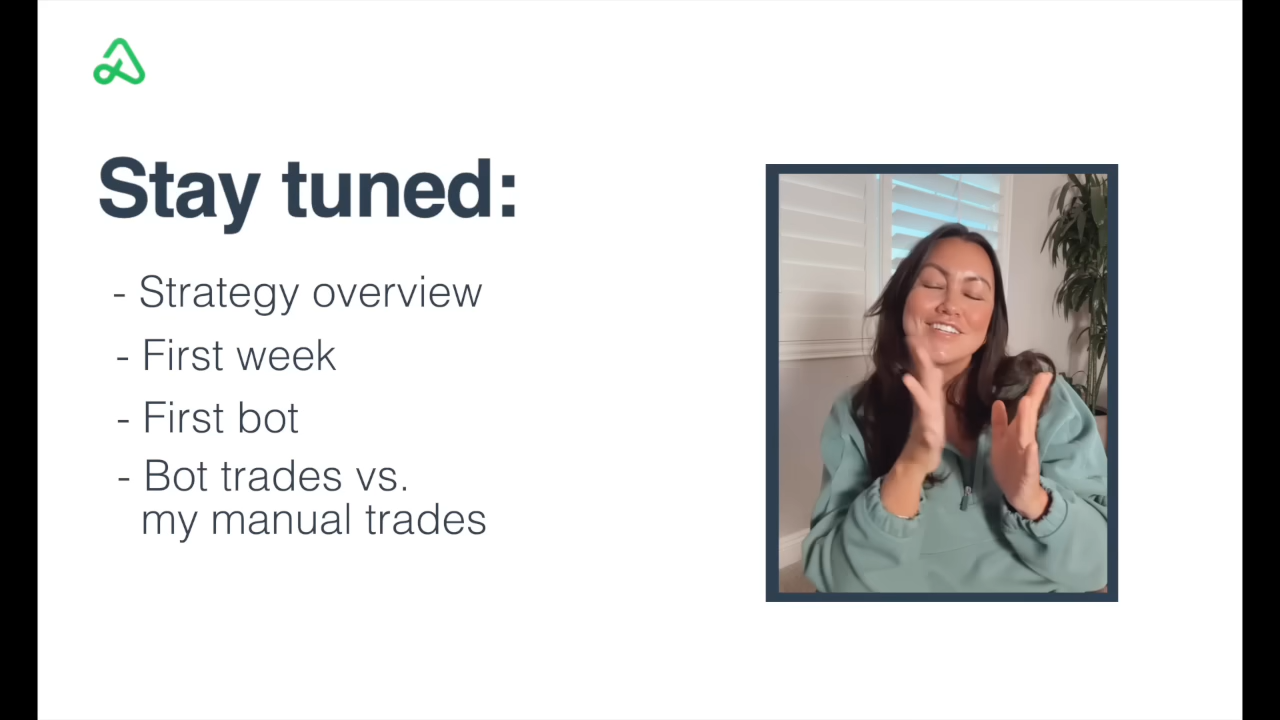 Stay tuned:
- Strategy overview
- First week
- First bot
- Bot trades vs.
my manual trades